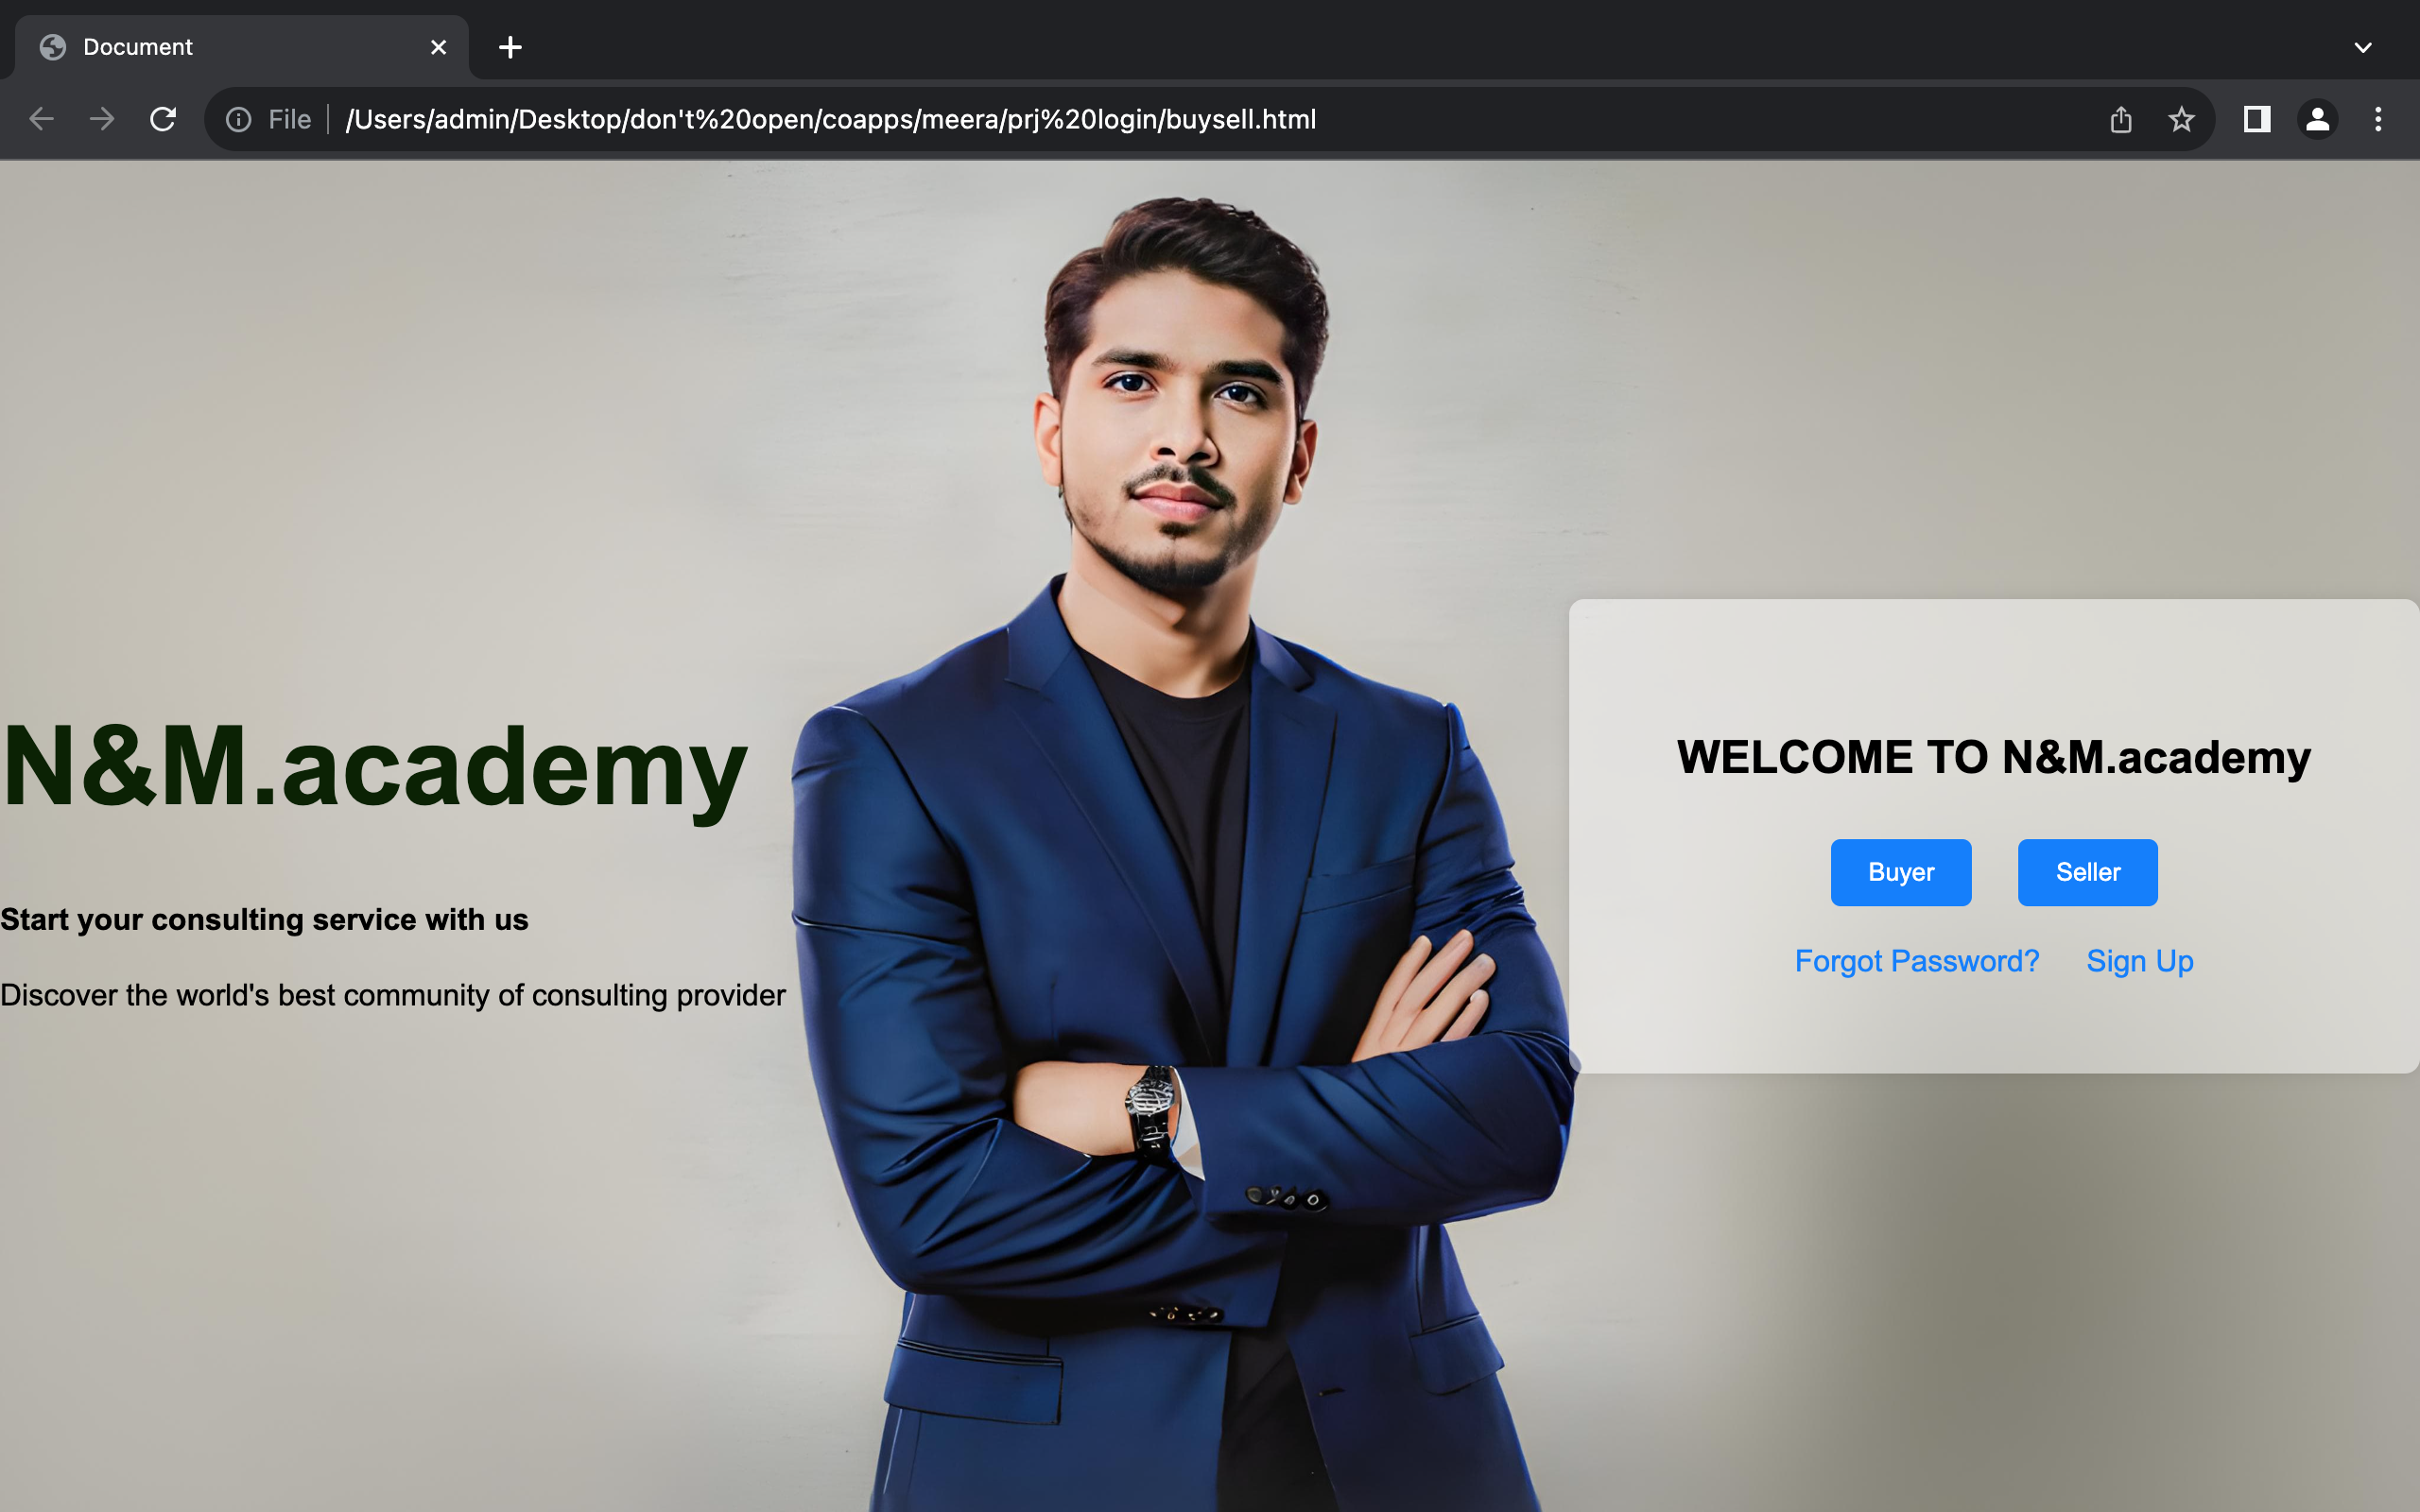 Document
File /Users/admin/Desktop/don't%20open/coapps/meera/prj%20login/buysell.html
N&M.academy
Start your consulting service with us
Discover the world's best community of consulting provider
WELCOME TO N&M.academy
Buyer Seller
Forgot Password? Sign Up